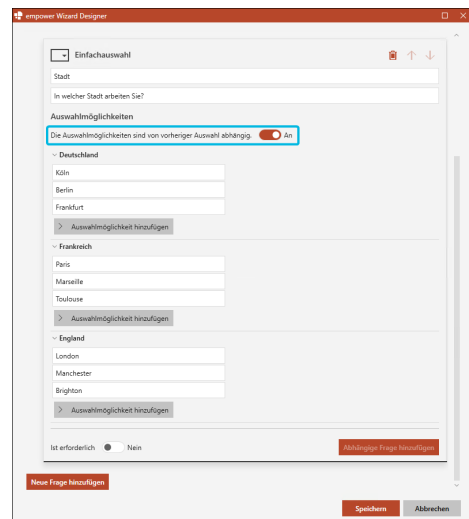 empower Wizard Designer
Einfachauswahl
Stadt
In welcher Stadt arbeiten Sie?
Auswahlmöglichkeiten
Die Auswahlmöglichkeiten sind von vorheriger Auswahl abhängig. An
Deutschland
Köln
Berlin
Frankfurt
Auswahlmöglichkeit hinzufügen
Frankreich
Paris
Marseille
Toulouse
Auswahlmöglichkeit hinzufügen
England
London
Manchester
Brighton
Auswahlmöglichkeit hinzufügen
Ist erforderlich Nein
Abhängige Frage hinzufügen
Neue Frage hinzufügen
Speichern Abbrechen